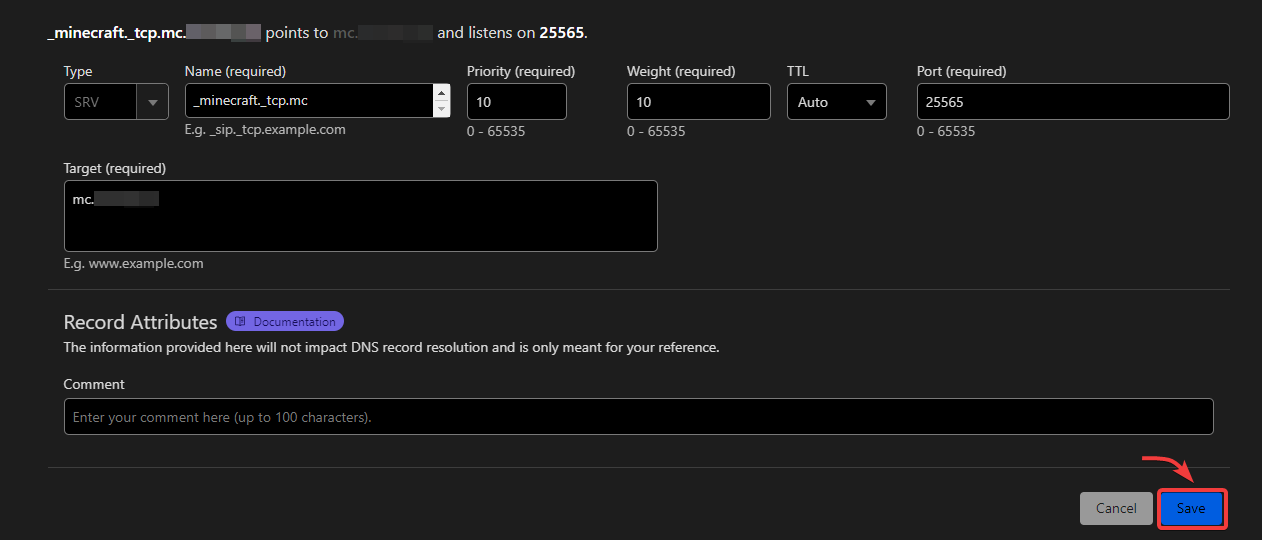 _minecraft._tcp.mc. points to mc. and listens on 25565.
Type Name (required) Priority (required) Weight (required) TTL Port (required)
SRV _minecraft._tcp.mc 10 10 Auto 25565
E.g. _sip._tcp.example.com 0 - 65535 0 - 65535 0 - 65535
Target (required)
mc.
E.g. www.example.com
Record Attributes Documentation
The information provided here will not impact DNS record resolution and is only meant for your reference.
Comment
Enter your comment here (up to 100 characters).
Cancel Save